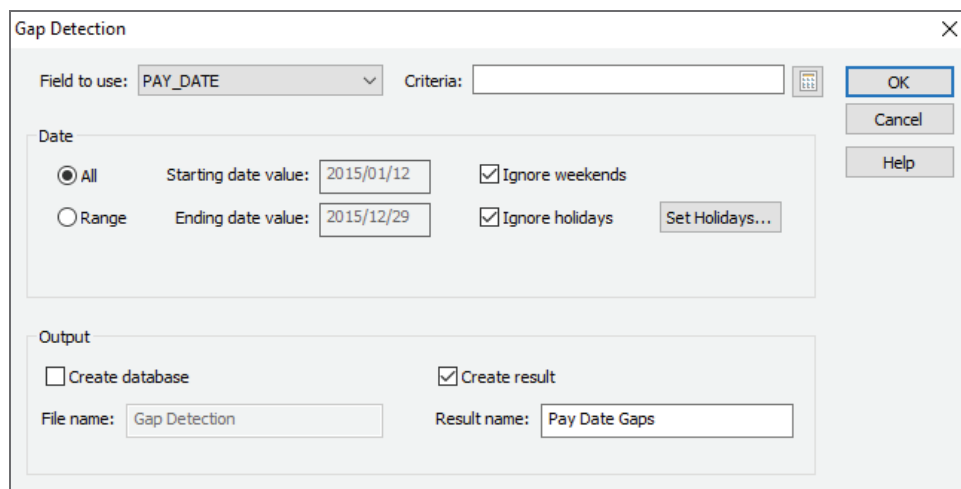 Gap Detection
Field to use: PAY_DATE Criteria: OK
Cancel
Date
Help
All Starting date value: 2015/01/12 Ignore weekends
Range Ending date value: 2015/12/29 Ignore holidays Set Holidays...
Output
Create database Create result
File name: Gap Detection Result name: Pay Date Gaps